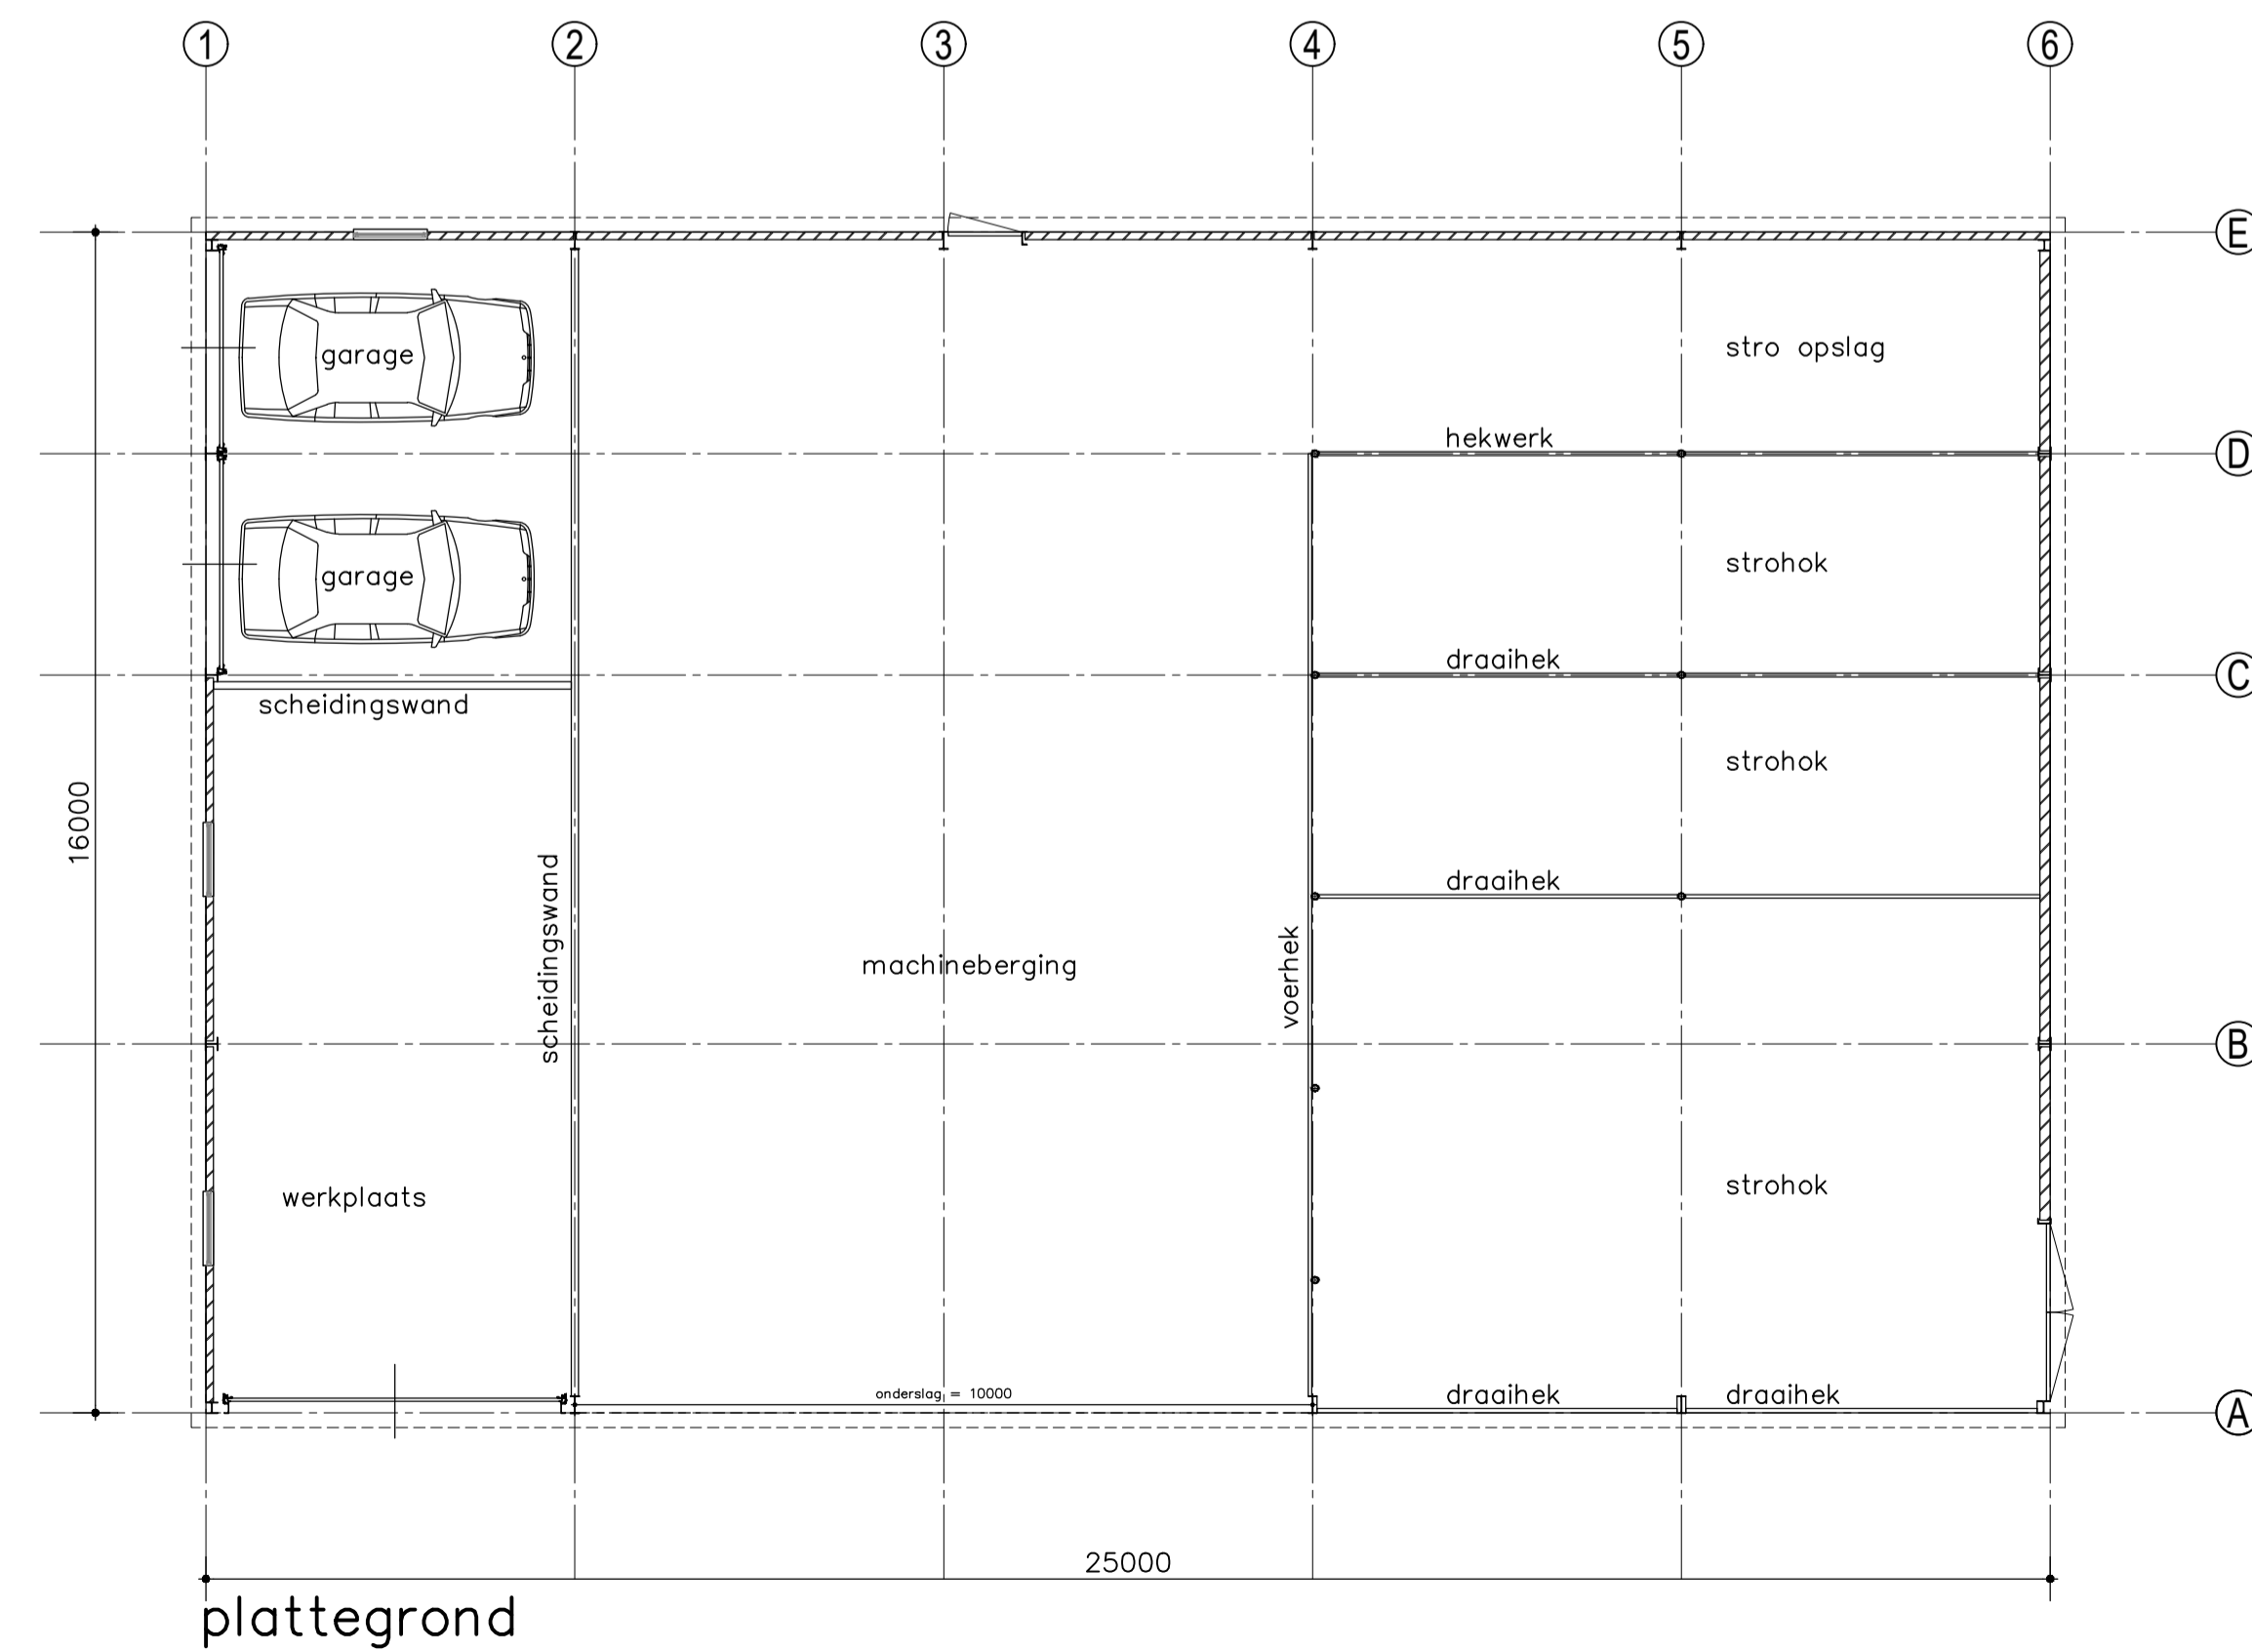 1 2 3 4 5 6
E
garage
stro opslag
hekwerk
D
strohok
garage
draaihek
C
scheidingswand
strohok
16000
draaihek
scheidingswand
machineberging
voerhek
B
werkplaats
strohok
onderslag = 10000
draaihek draaihek
A
25000
plattegrond